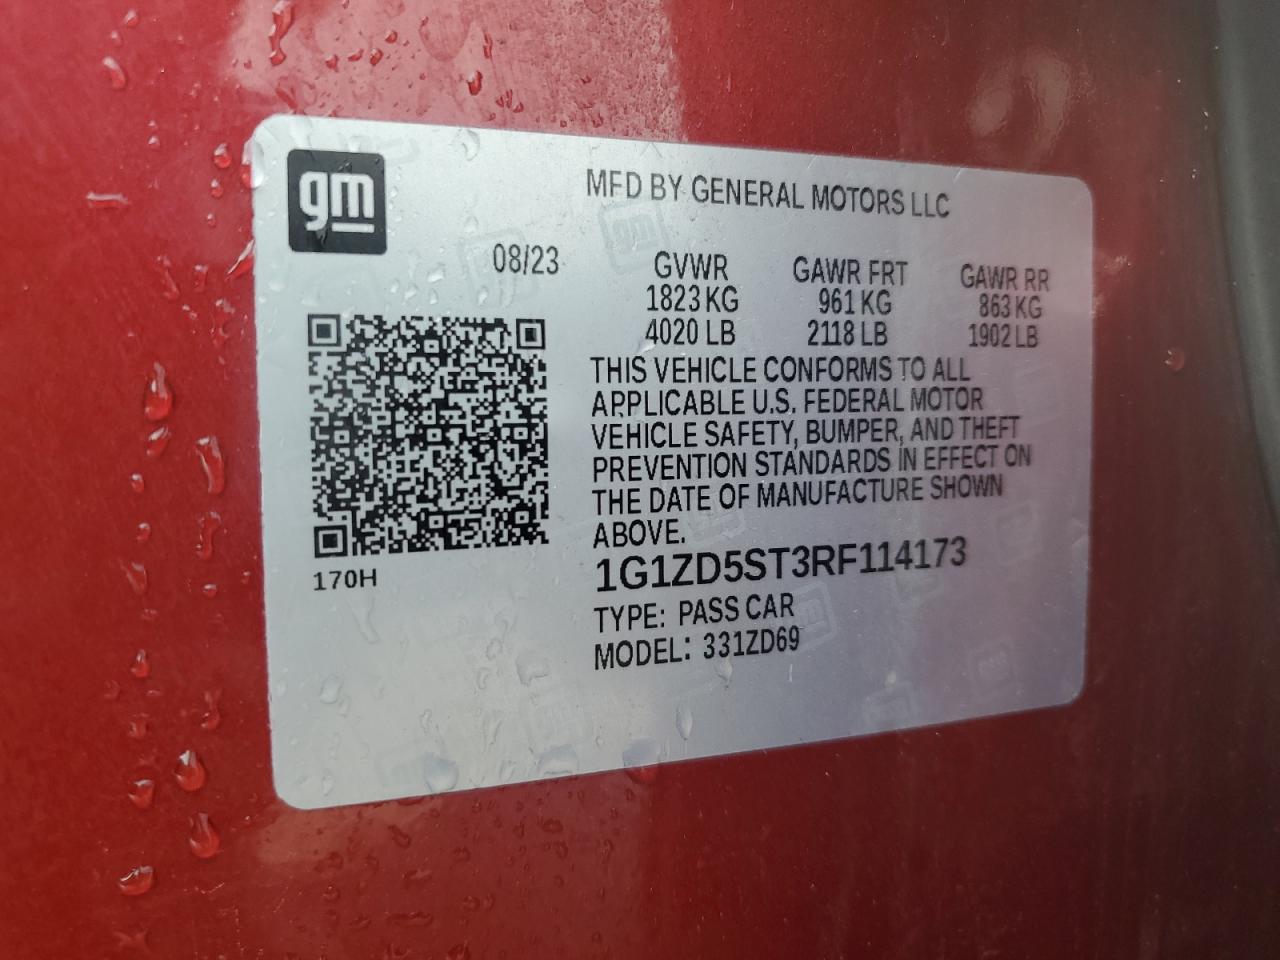 gm
MFD BY GENERAL MOTORS LLC
08/23
GVWR GAWR FRT GAWR RR
1823 KG 961 KG 863 KG
4020 LB 2118 LB 1902 LB
THIS VEHICLE CONFORMS TO ALL
APPLICABLE U.S. FEDERAL MOTOR
VEHICLE SAFETY, BUMPER, AND THEFT
PREVENTION STANDARDS IN EFFECT ON
THE DATE OF MANUFACTURE SHOWN
ABOVE.
170H
1G1ZD5ST3RF114173
TYPE: PASS CAR
MODEL: 331ZD69